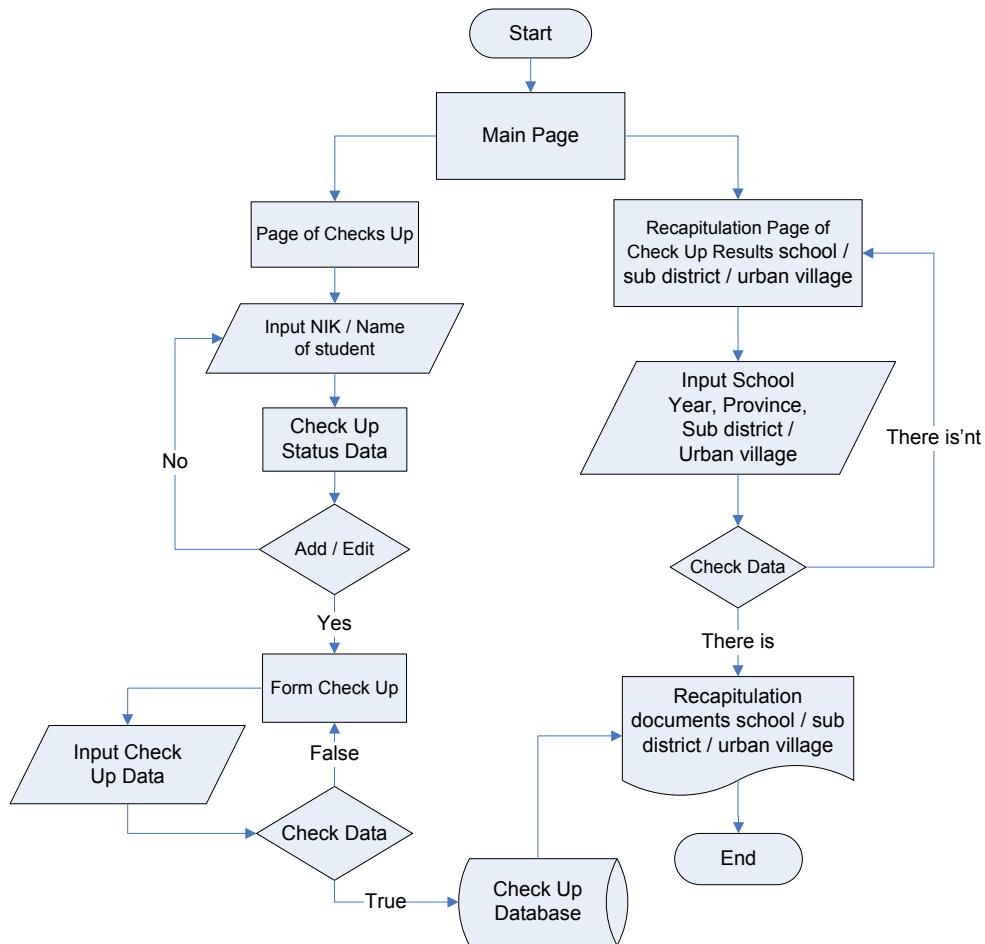 Start
Main Page
Page of Checks Up
Recapitulation Page of
Check Up Results school /
sub district / urban village
Input NIK / Name
of student
Input School
Year, Province,
Sub district /
Urban village
Check Up
Status Data
No
There is’nt
Add / Edit
Check Data
Yes
There is
Form Check Up
Recapitulation
documents school / sub
district / urban village
Input Check
Up Data
False
Check Data
End
True
Check Up
Database